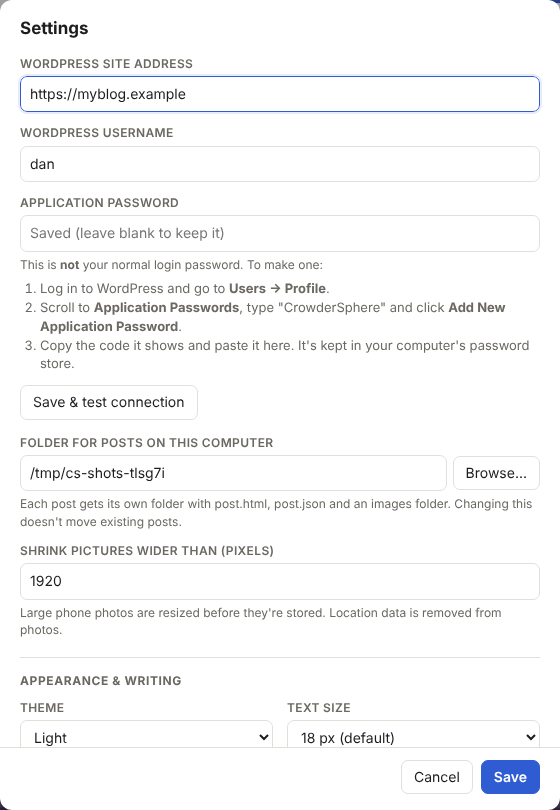 Settings
WORDPRESS SITE ADDRESS
https://myblog.example
WORDPRESS USERNAME
dan
APPLICATION PASSWORD
Saved (leave blank to keep it)
This is not your normal login password. To make one:
1. Log in to WordPress and go to Users → Profile.
2. Scroll to Application Passwords, type "CrowderSphere" and click Add New
Application Password.
3. Copy the code it shows and paste it here. It's kept in your computer's password
store.
Save & test connection
FOLDER FOR POSTS ON THIS COMPUTER
/tmp/cs-shots-tlsg7i
Browse...
Each post gets its own folder with post.html, post.json and an images folder. Changing this
doesn't move existing posts.
SHRINK PICTURES WIDER THAN (PIXELS)
1920
Large phone photos are resized before they're stored. Location data is removed from
photos.
APPEARANCE & WRITING
THEME
TEXT SIZE
Light
18 px (default)
Cancel
Save